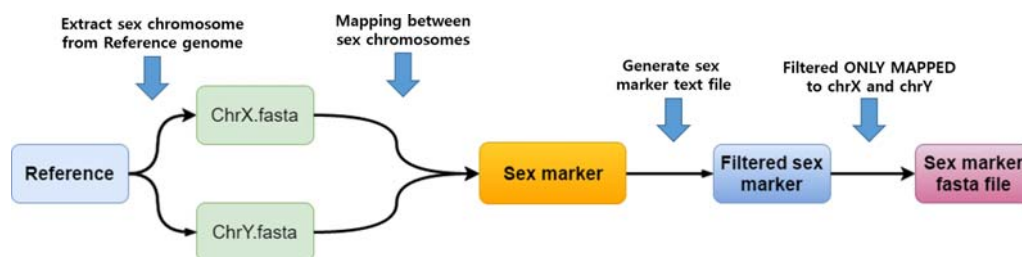 Extract sex chromosome
from Reference genome
Mapping between
sex chromosomes
Generate sex
marker text file
Filtered ONLY MAPPED
to chrX and chrY
ChrX.fasta
Reference
Sex marker
Filtered sex
marker
Sex marker
fasta file
ChrY.fasta